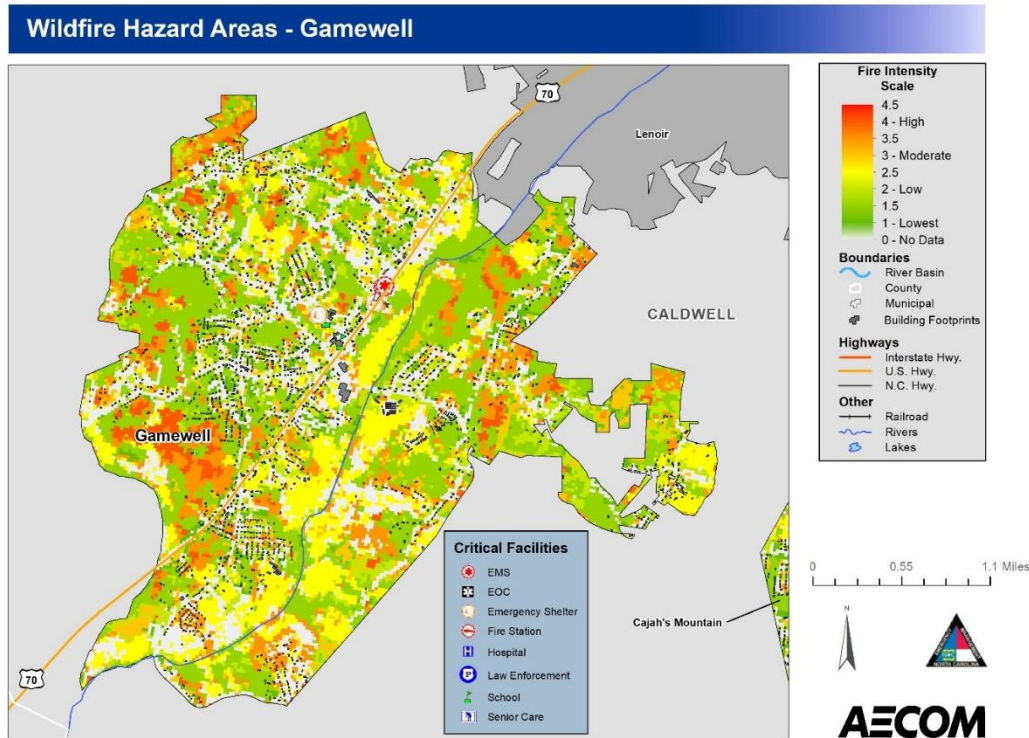 Wildfire Hazard Areas - Gamewell
70
Lenoir
CALDWELL
Gamewell
70
Cajah's Mountain
Critical Facilities
EMS
EOC
Emergency Shelter
Fire Station
Hospital
Law Enforcement
School
Senior Care
Fire Intensity
Scale
4.5
4 - High
3.5
3 - Moderate
2.5
2 - Low
1.5
1 - Lowest
0 - No Data
Boundaries
River Basin
County
Municipal
Building Footprints
Highways
Interstate Hwy.
U.S. Hwy.
N.C. Hwy.
Other
Railroad
Rivers
Lakes
0 0.55 1.1 Miles
N
NORTH CAROLINA
AECOM